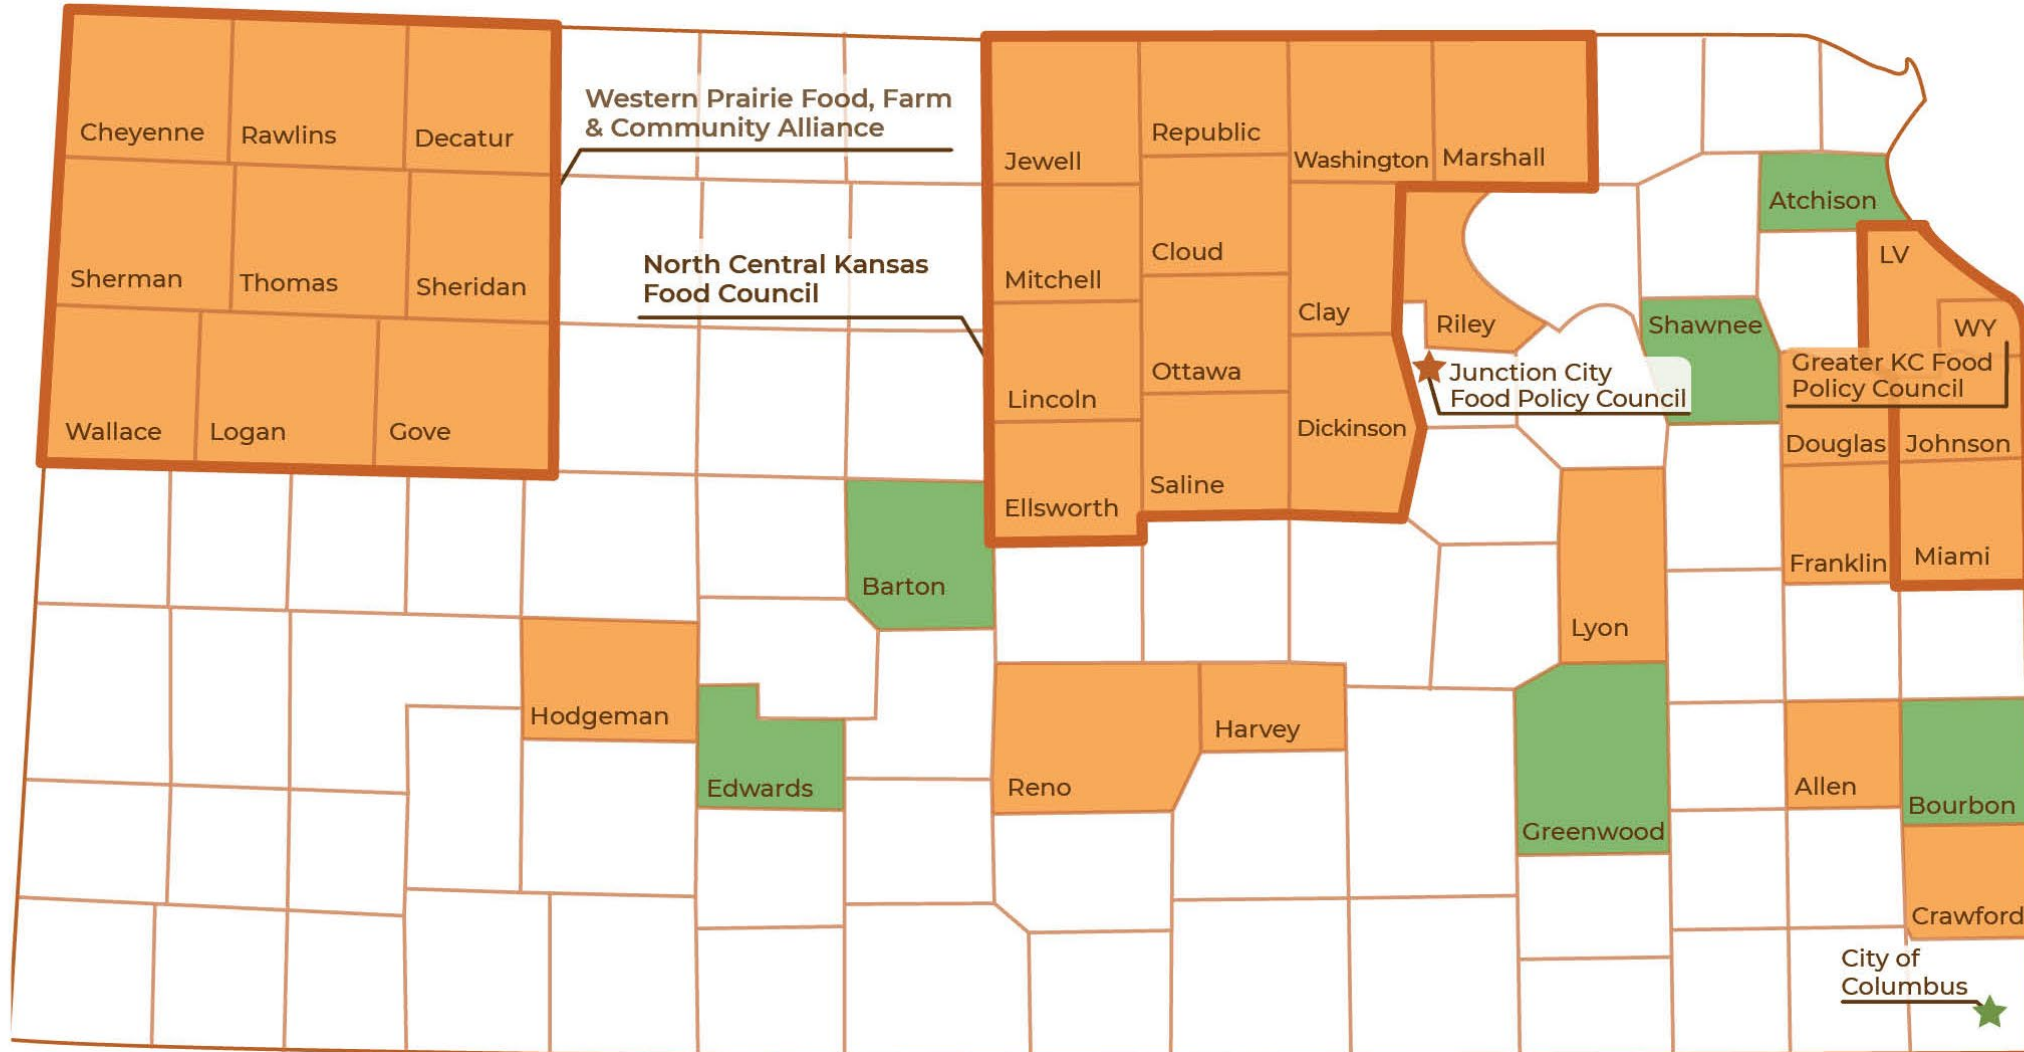 Cheyenne
Rawlins
Decatur
Western Prairie Food, Farm
& Community Alliance
Jewell
Republic
Washington
Marshall
Atchison
Sherman
Thomas
Sheridan
North Central Kansas
Food Council
Mitchell
Cloud
Clay
Riley
Shawnee
LV
WY
Wallace
Logan
Gove
Lincoln
Ottawa
Dickinson
Junction City
Food Policy Council
Greater KC Food
Policy Council
Douglas
Johnson
Ellsworth
Saline
Barton
Lyon
Franklin
Miami
Hodgeman
Edwards
Reno
Harvey
Greenwood
Allen
Bourbon
Crawford
City of
Columbus